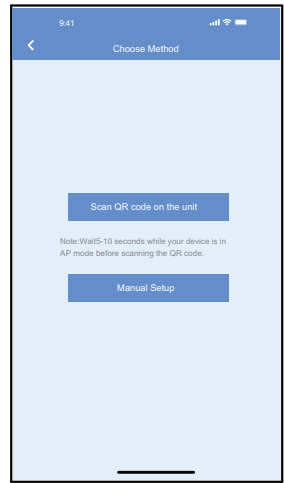 9:41
Choose Method
Scan QR code on the unit
Note:Wait5-10 seconds while your device is in
AP mode before scanning the QR code.
Manual Setup